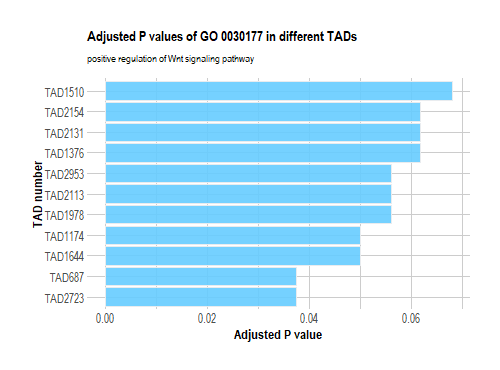 Adjusted P values of GO 0030177 in different TADs
positive regulation of Wnt signaling pathway
TAD number
TAD1510
TAD2154
TAD2131
TAD1376
TAD2953
TAD2113
TAD1978
TAD1174
TAD1644
TAD687
TAD2723
0.00 0.02 0.04 0.06
Adjusted P value